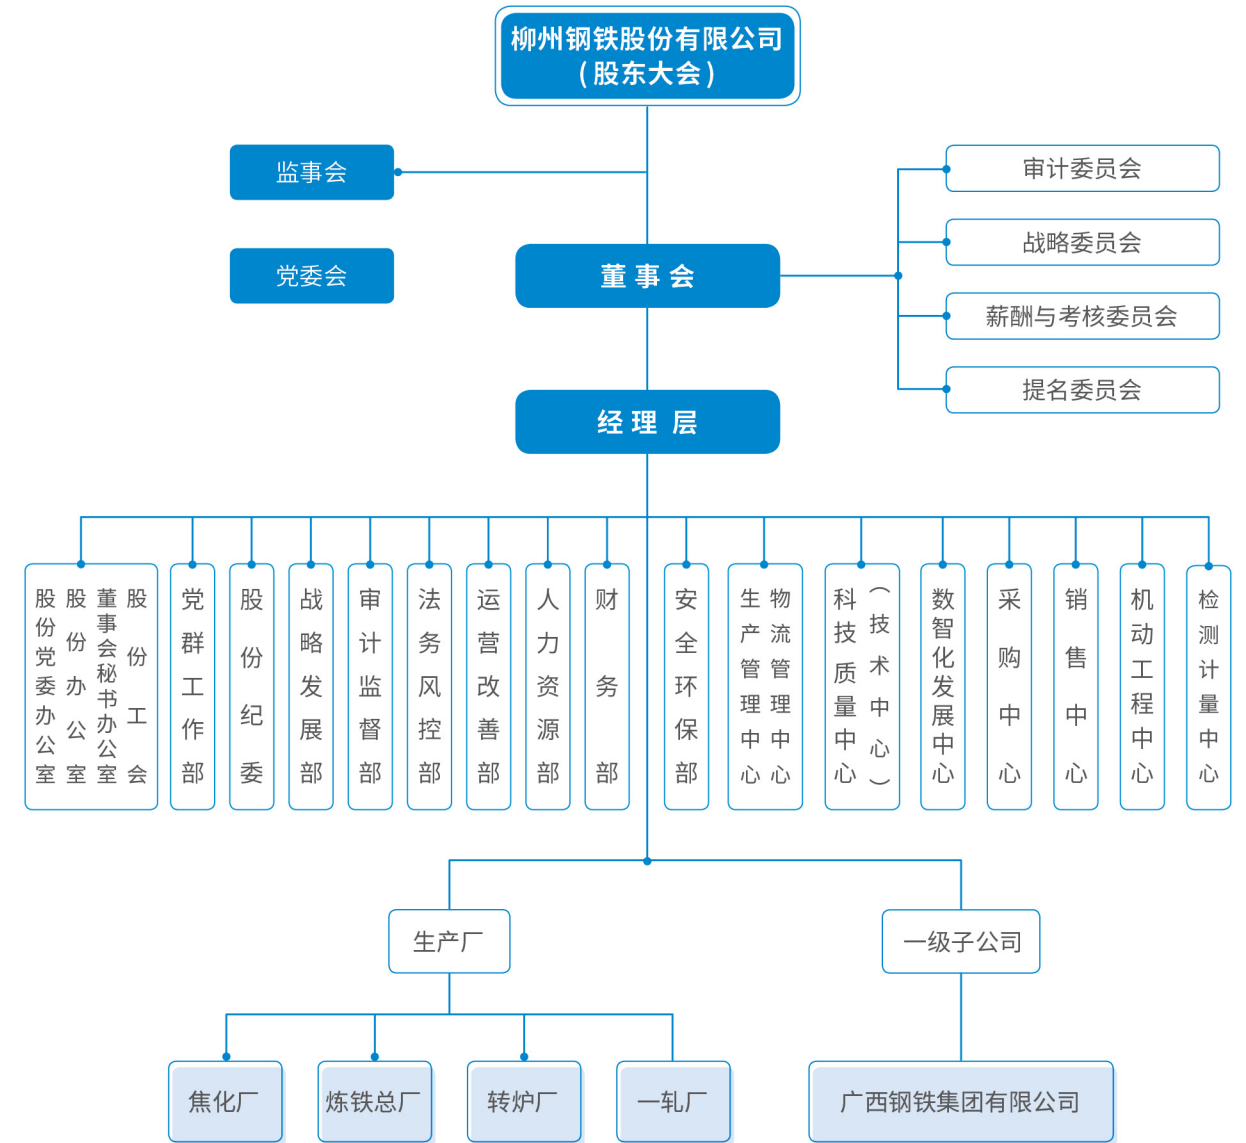 柳州钢铁股份有限公司
(股东大会)
监事会
党委会
董事会
审计委员会
战略委员会
薪酬与考核委员会
提名委员会
经理层
股份党委办公室
股份办公室
董事会秘书办公室
股份工会
党群工作部
股份纪委
战略发展部
审计监督部
法务风控部
运营改善部
人力资源部
财务部
安全环保部
生产管理中心
物流管理中心
科技质量中心
（技术中心）
数智化发展中心
采购中心
销售中心
机动工程中心
检测计量中心
生产厂
一级子公司
焦化厂
炼铁总厂
转炉厂
一轧厂
广西钢铁集团有限公司